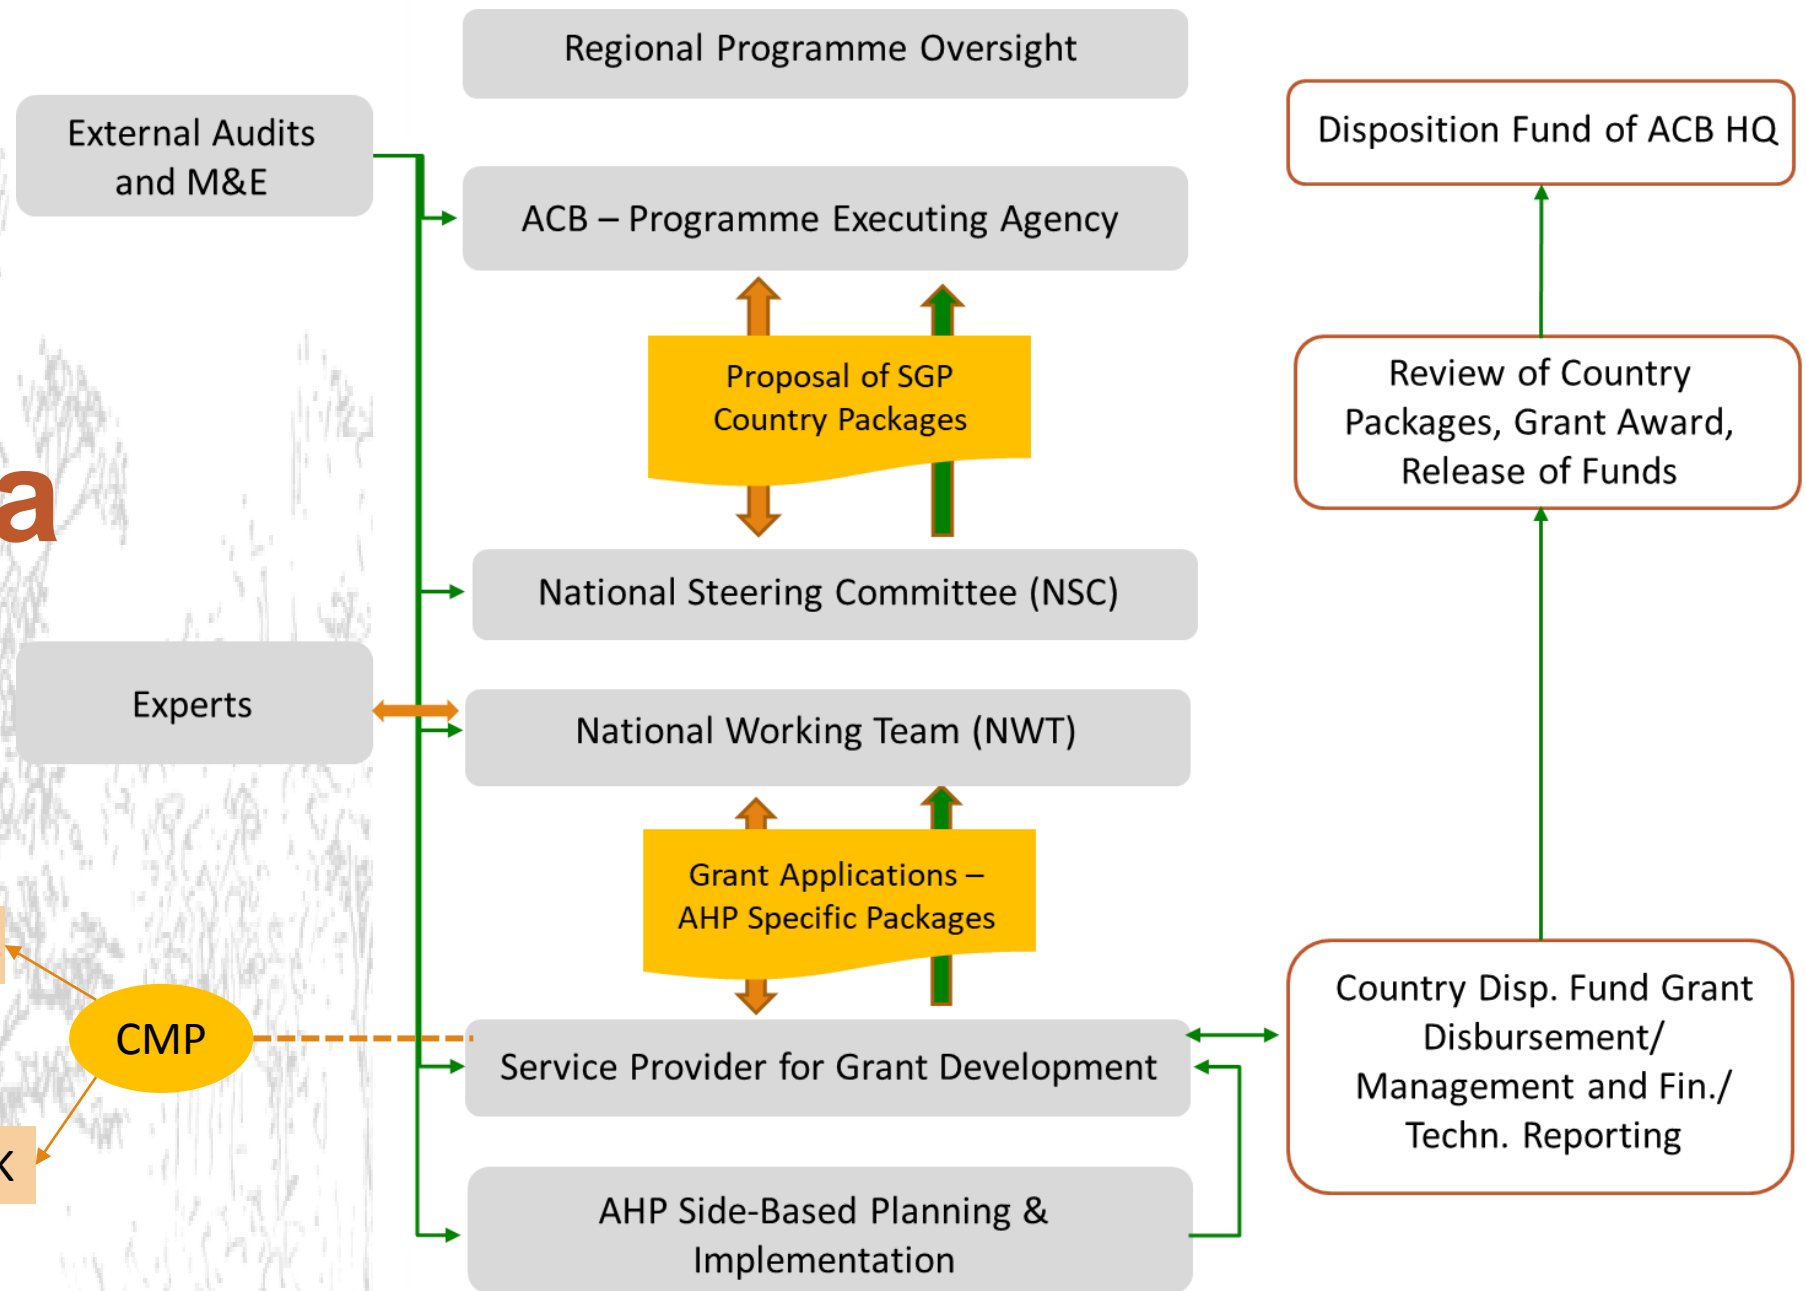 Regional Programme Oversight
External Audits
and M&E
Disposition Fund of ACB HQ
ACB – Programme Executing Agency
Proposal of SGP
Country Packages
Review of Country
Packages, Grant Award,
Release of Funds
a
National Steering Committee (NSC)
Experts
National Working Team (NWT)
Grant Applications –
AHP Specific Packages
CMP
Service Provider for Grant Development
Country Disp. Fund Grant
Disbursement/
Management and Fin./
Techn. Reporting
K
AHP Side-Based Planning &
Implementation